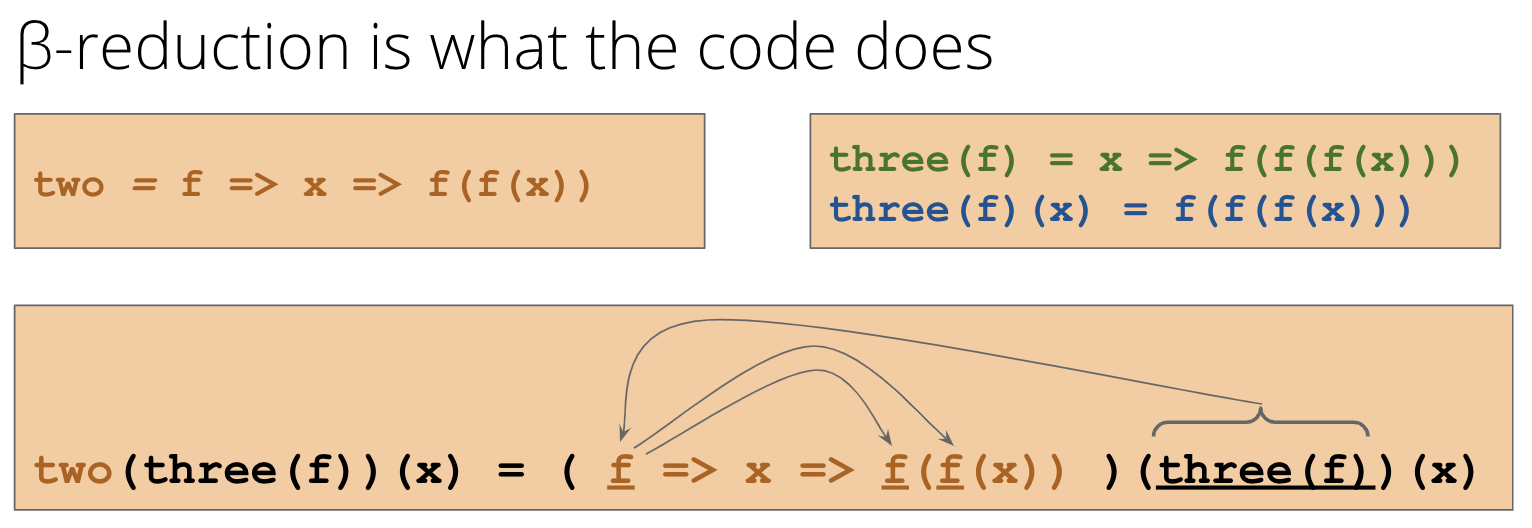 β-reduction is what the code does
two = f => x => f(f(x))
three(f) = x => f(f(f(x)))
three(f)(x) = f(f(f(x)))
two(three(f))(x) = ( f => x => f(f(x)) )(three(f))(x)